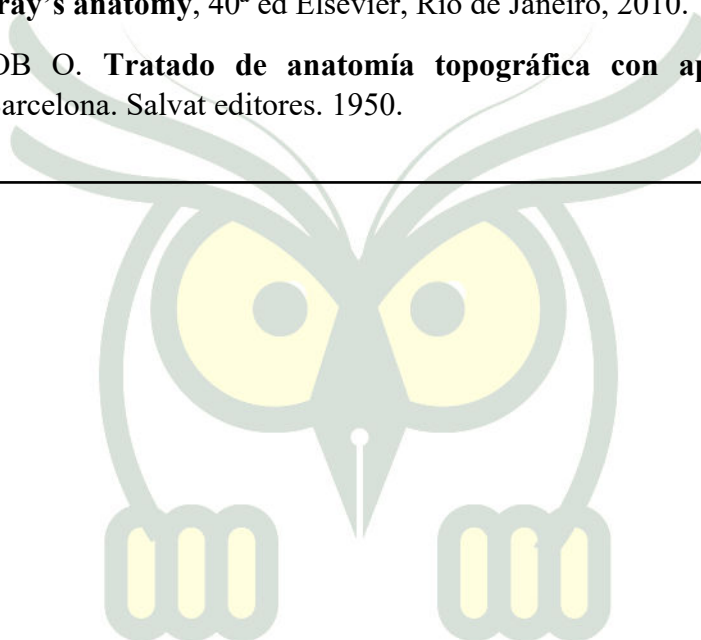 ray’s anatomy, 40ª ed Elsevier, Rio de Janeiro, 2010.
OB O. Tratado de anatomía topográfica con ap
arcelona. Salvat editores. 1950.